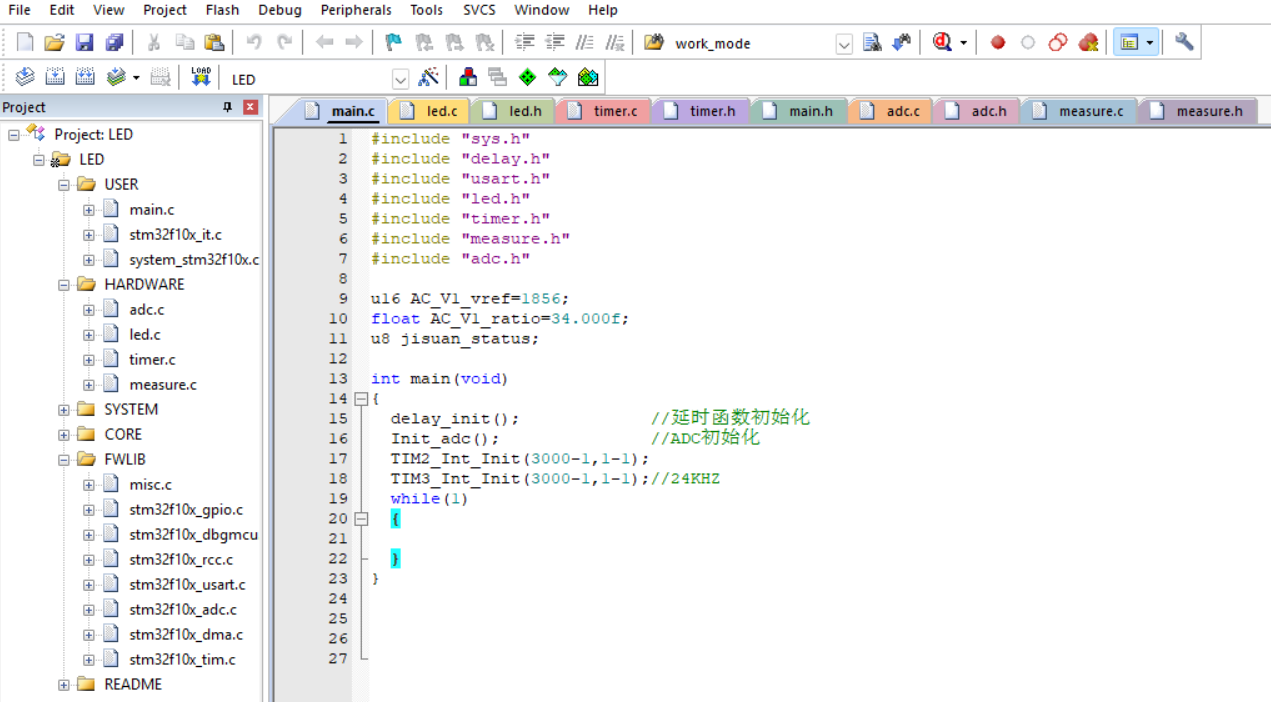 File Edit View Project Flash Debug Peripherals Tools SVCS Window Help
work_mode
LOAD LED
Project
main.c led.c led.h timer.c timer.h main.h adc.c adc.h measure.c measure.h
Project: LED
LED
USER
main.c
stm32f10x_it.c
system_stm32f10x.c
HARDWARE
adc.c
led.c
timer.c
measure.c
SYSTEM
CORE
FWLIB
misc.c
stm32f10x_gpio.c
stm32f10x_dbgmcu
stm32f10x_rcc.c
stm32f10x_usart.c
stm32f10x_adc.c
stm32f10x_dma.c
stm32f10x_tim.c
README
1 #include "sys.h"
2 #include "delay.h"
3 #include "usart.h"
4 #include "led.h"
5 #include "timer.h"
6 #include "measure.h"
7 #include "adc.h"
8
9 u16 AC_V1_vref=1856;
10 float AC_V1_ratio=34.000f;
11 u8 jisuan_status;
12
13 int main(void)
14 {
15 delay_init(); //延时函数初始化
16 Init_adc(); //ADC初始化
17 TIM2_Int_Init(3000-1,1-1);
18 TIM3_Int_Init(3000-1,1-1);//24KHZ
19 while(1)
20 {
21
22 }
23 }
24
25
26
27